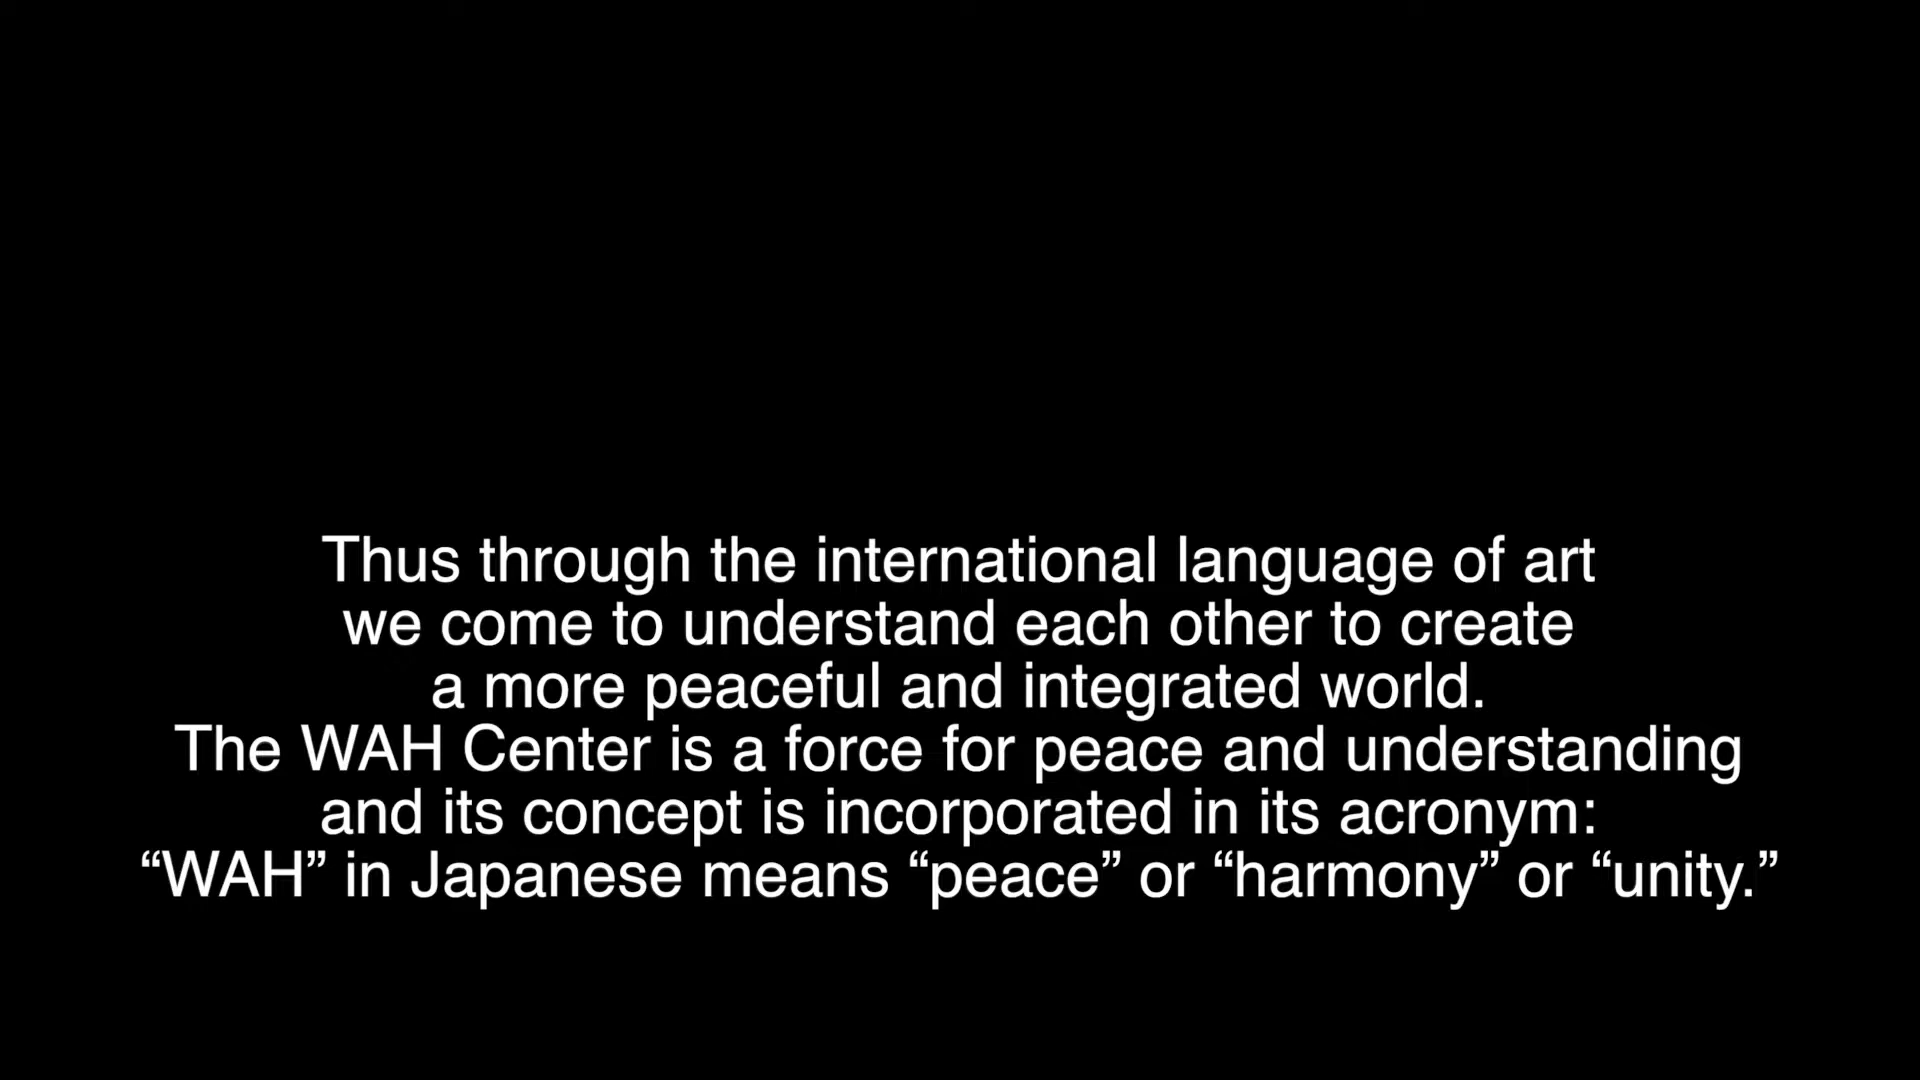 Thus through the international language of art
we come to understand each other to create
a more peaceful and integrated world.
The WAH Center is a force for peace and understanding
and its concept is incorporated in its acronym:
“WAH” in Japanese means “peace” or “harmony” or “unity.”